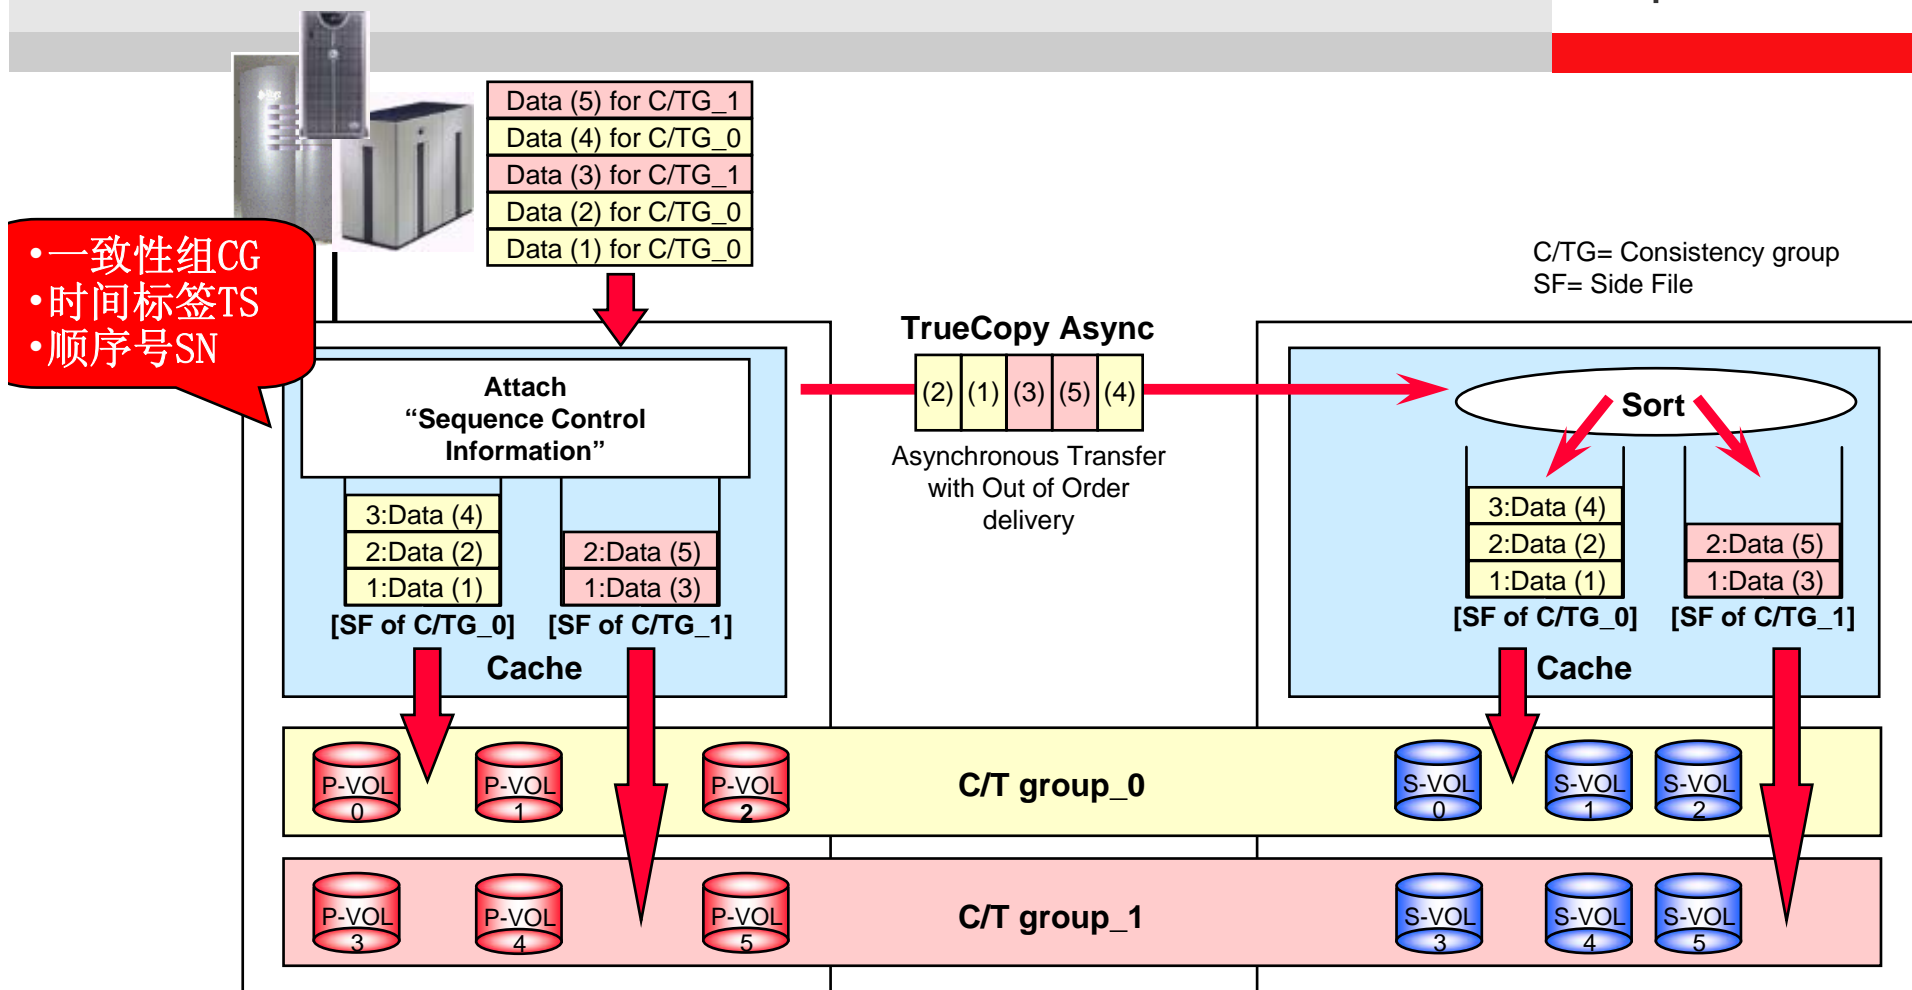 Data (5) for C/TG_1
Data (4) for C/TG_0
Data (3) for C/TG_1
Data (2) for C/TG_0
Data (1) for C/TG_0
•一致性组CG
•时间标签TS
•顺序号SN
C/TG= Consistency group
SF= Side File
TrueCopy Async
Attach
“Sequence Control
Information”
(2) (1) (3) (5) (4)
Sort
Asynchronous Transfer
with Out of Order
delivery
3:Data (4)
2:Data (2)
1:Data (1)
2:Data (5)
1:Data (3)
[SF of C/TG_0] [SF of C/TG_1]
Cache
3:Data (4)
2:Data (2)
1:Data (1)
2:Data (5)
1:Data (3)
[SF of C/TG_0] [SF of C/TG_1]
Cache
P-VOL
0
P-VOL
1
P-VOL
2
C/T group_0
S-VOL
0
S-VOL
1
S-VOL
2
P-VOL
3
P-VOL
4
P-VOL
5
C/T group_1
S-VOL
3
S-VOL
4
S-VOL
5